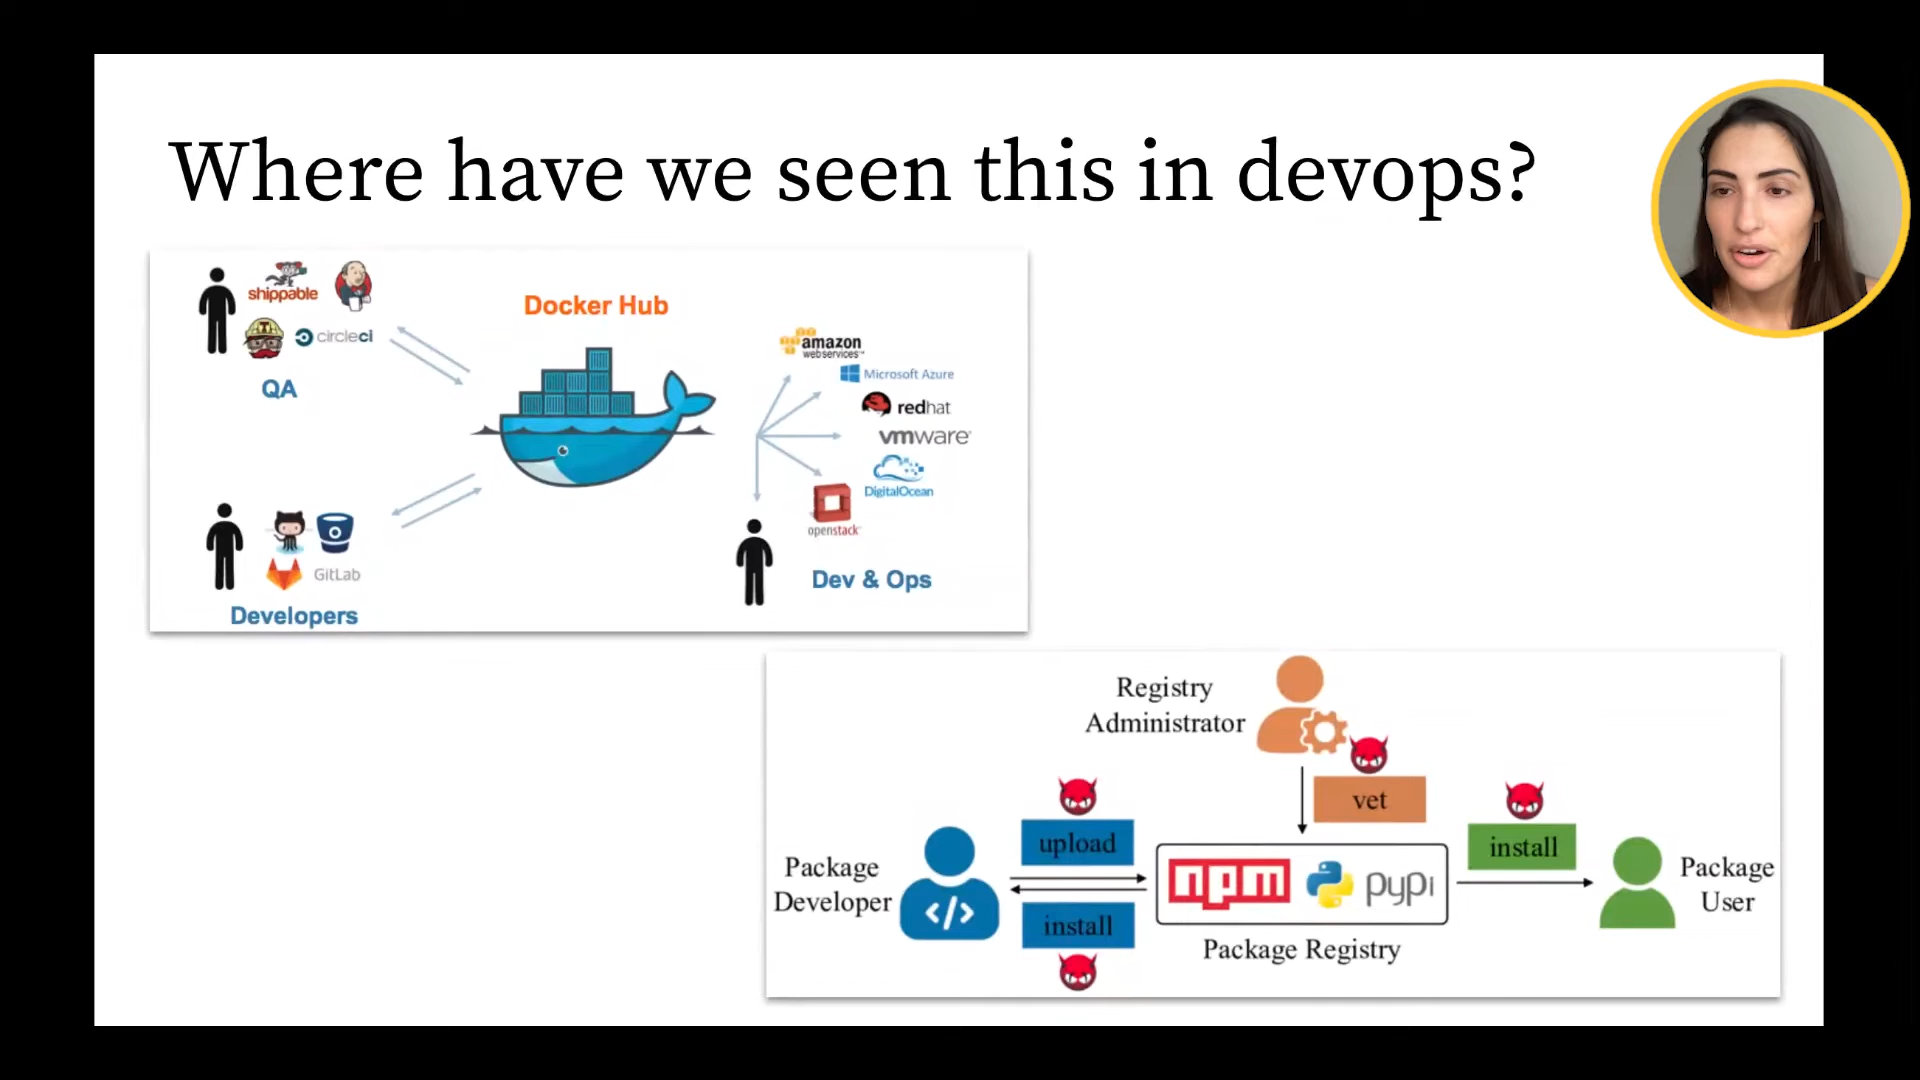 Where have we seen this in devops?
shippable
circleci
QA
Docker Hub
amazon
webservices™
Microsoft Azure
redhat
vmware®
DigitalOcean
openstack
Dev & Ops
GitLab
Developers
Registry
Administrator
vet
upload
install
Package
Developer
</>
npm
pypi
Package Registry
install
Package
User